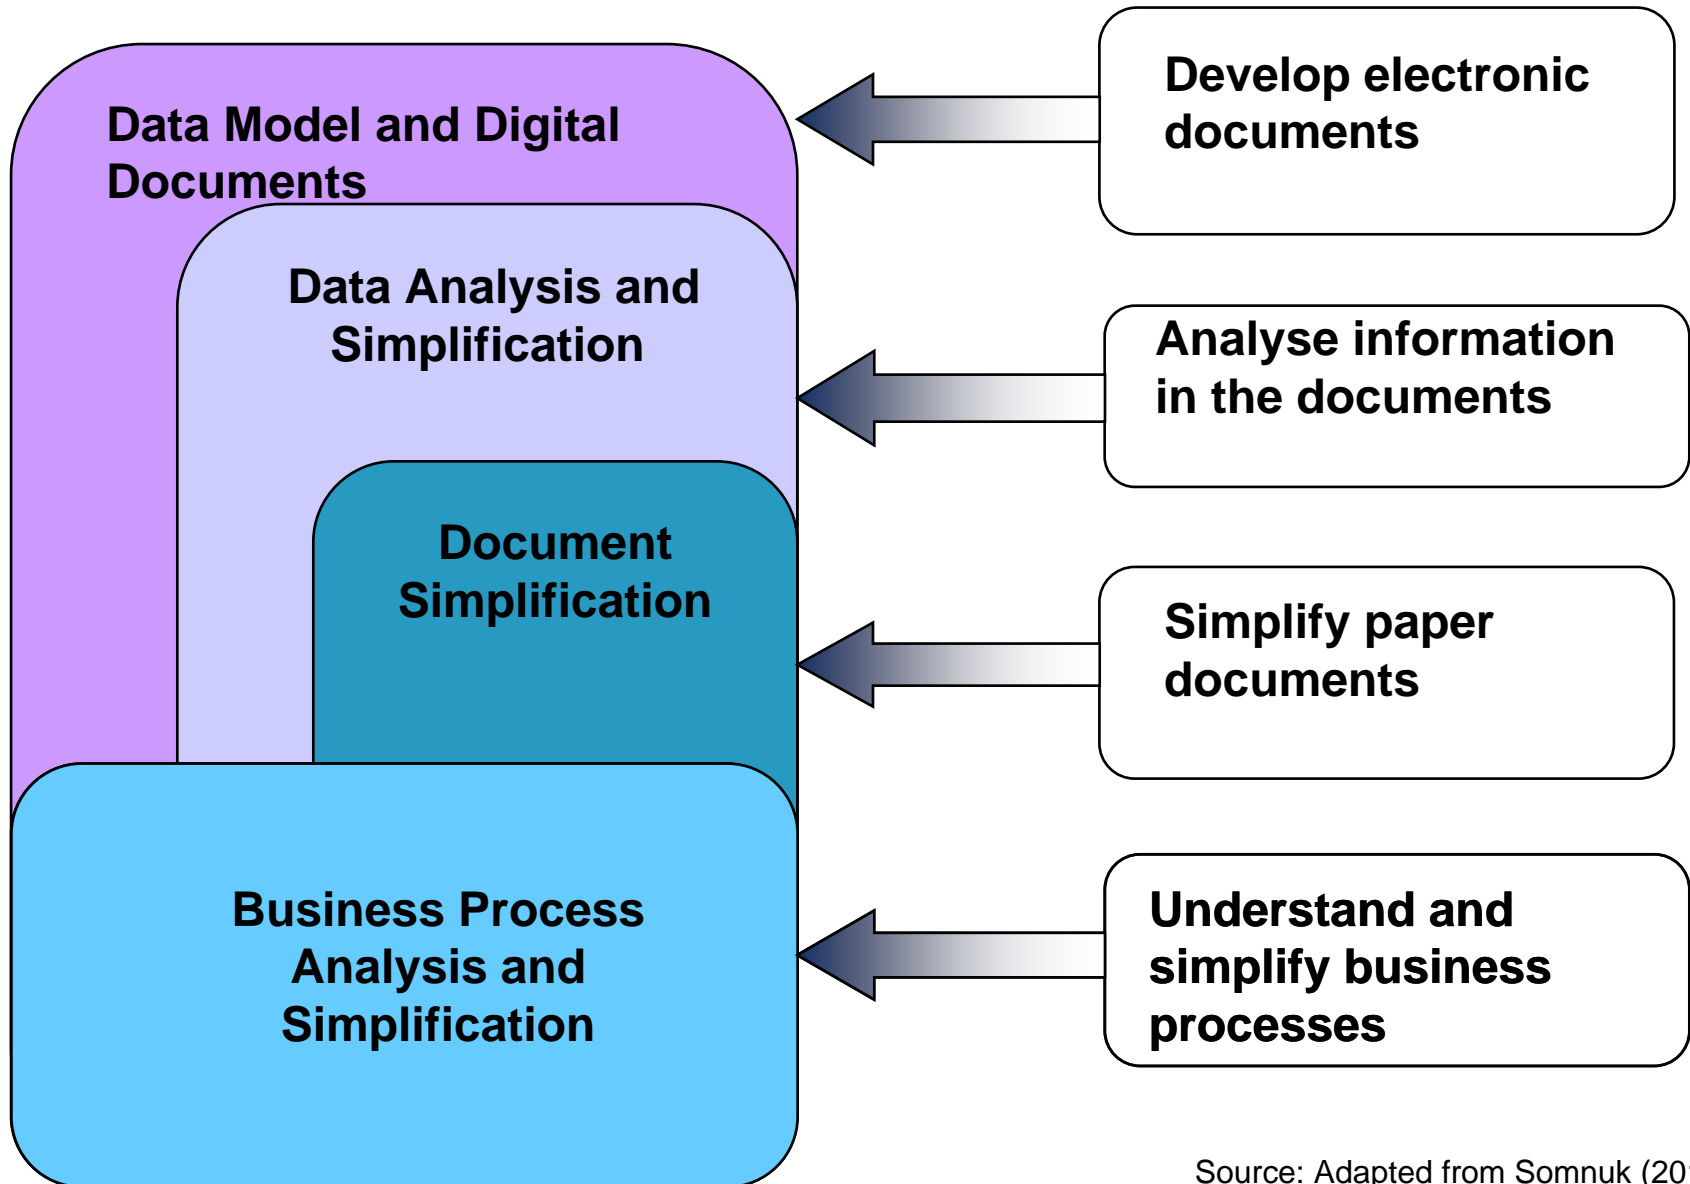 Data Model and Digital
Documents
Develop electronic
documents
Data Analysis and
Simplification
Analyse information
in the documents
Document
Simplification
Simplify paper
documents
Business Process
Analysis and
Simplification
Understand and
simplify business
processes
Source: Adapted from Somnuk